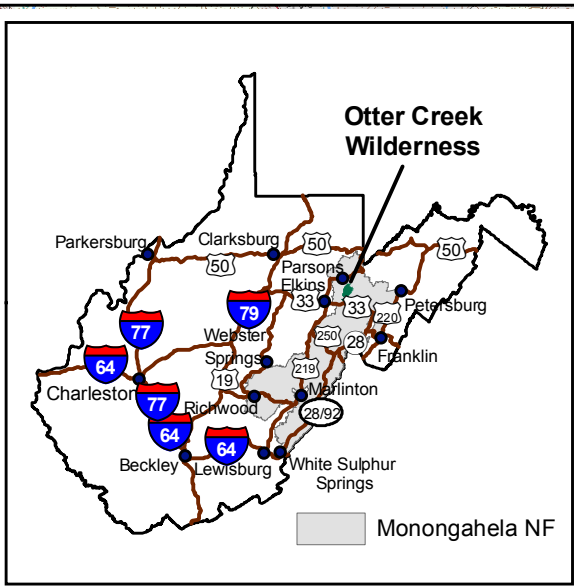 Otter Creek
Wilderness
Parkersburg
Clarksburg
50
50
50
Parsons
Elkins
33
33
Petersburg
79
220
77
Webster
Springs
250
28
Franklin
64
19
219
Charleston
Marlinton
77
Richwood
28/92
64
64
Beckley
Lewisburg
White Sulphur
Springs
Monongahela NF